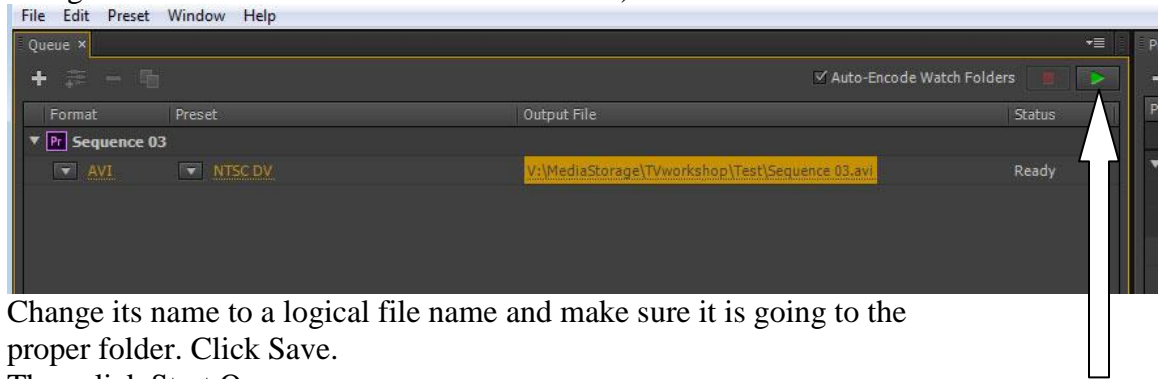 File Edit Preset Window Help
Queue ×
Auto-Encode Watch Folders
Format Preset Output File Status
Pr Sequence 03
AVI NTSC DV V:\MediaStorage\TVworkshop\Test\Sequence 03.avi Ready
Change its name to a logical file name and make sure it is going to the
proper folder. Click Save.